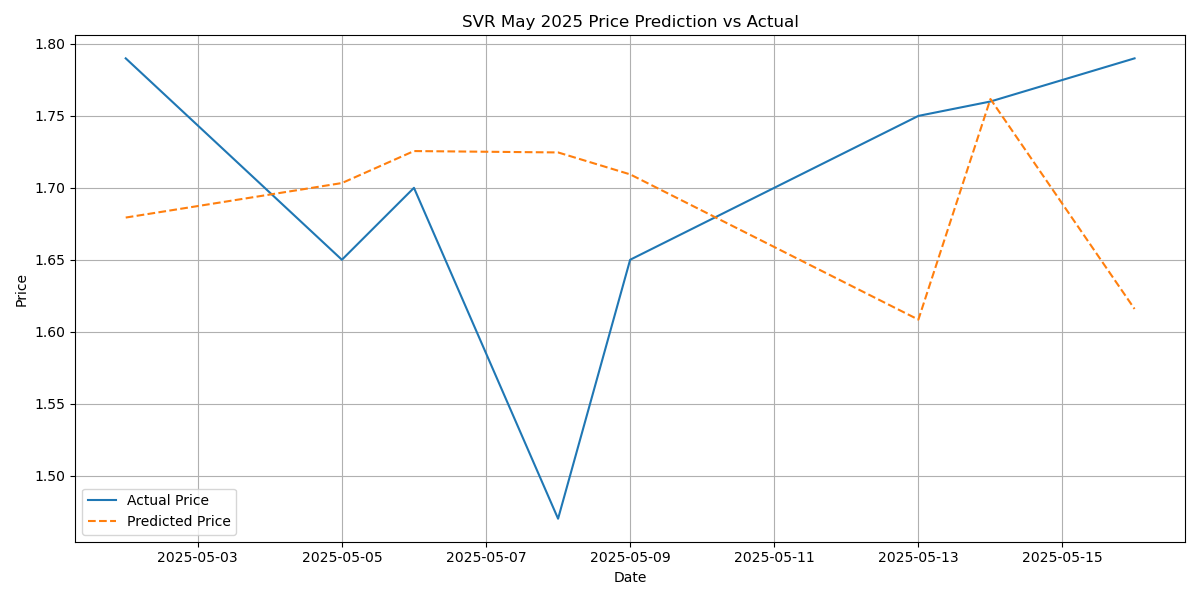 SVR May 2025 Price Prediction vs Actual
1.80
1.75
1.70
1.65
1.60
1.55
1.50
Price
Actual Price
Predicted Price
2025-05-03 2025-05-05 2025-05-07 2025-05-09 2025-05-11 2025-05-13 2025-05-15
Date